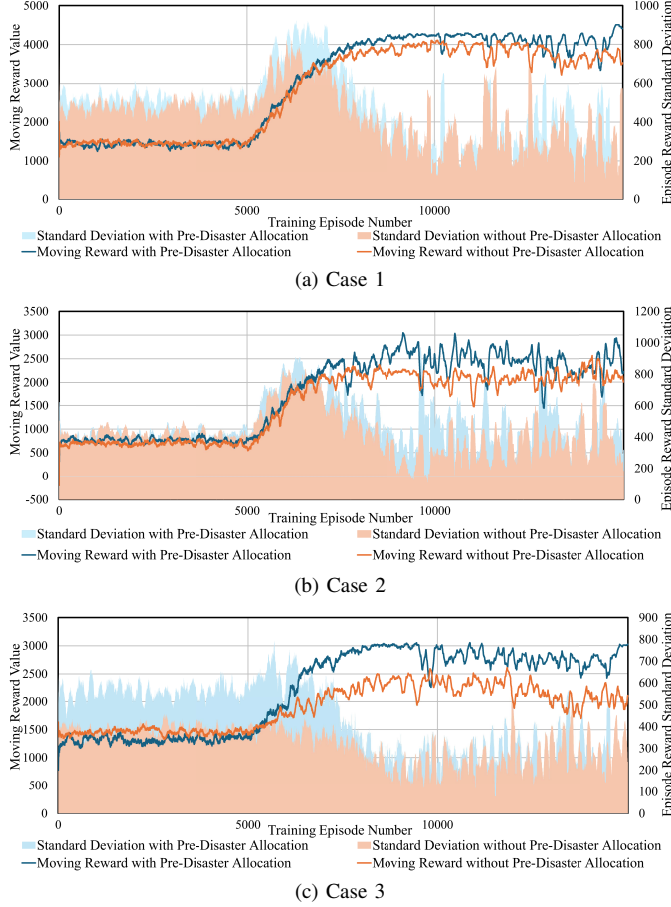 5000
4000
3000
2000
1000
0
Moving Reward Value
1000
800
600
400
200
0
Episode Reward Standard Deviation
0
5000
10000
Training Episode Number
Standard Deviation with Pre-Disaster Allocation
Standard Deviation without Pre-Disaster Allocation
Moving Reward with Pre-Disaster Allocation
Moving Reward without Pre-Disaster Allocation
(a) Case 1
3500
3000
2500
2000
1500
1000
500
0
-500
Moving Reward Value
1200
1000
800
600
400
200
0
Episode Reward Standard Deviation
0
5000
10000
Training Episode Number
Standard Deviation with Pre-Disaster Allocation
Standard Deviation without Pre-Disaster Allocation
Moving Reward with Pre-Disaster Allocation
Moving Reward without Pre-Disaster Allocation
(b) Case 2
3500
3000
2500
2000
1500
1000
500
0
Moving Reward Value
900
800
700
600
500
400
300
200
100
0
Episode Reward Standard Deviation
0
5000
10000
Training Episode Number
Standard Deviation with Pre-Disaster Allocation
Standard Deviation without Pre-Disaster Allocation
Moving Reward with Pre-Disaster Allocation
Moving Reward without Pre-Disaster Allocation
(c) Case 3